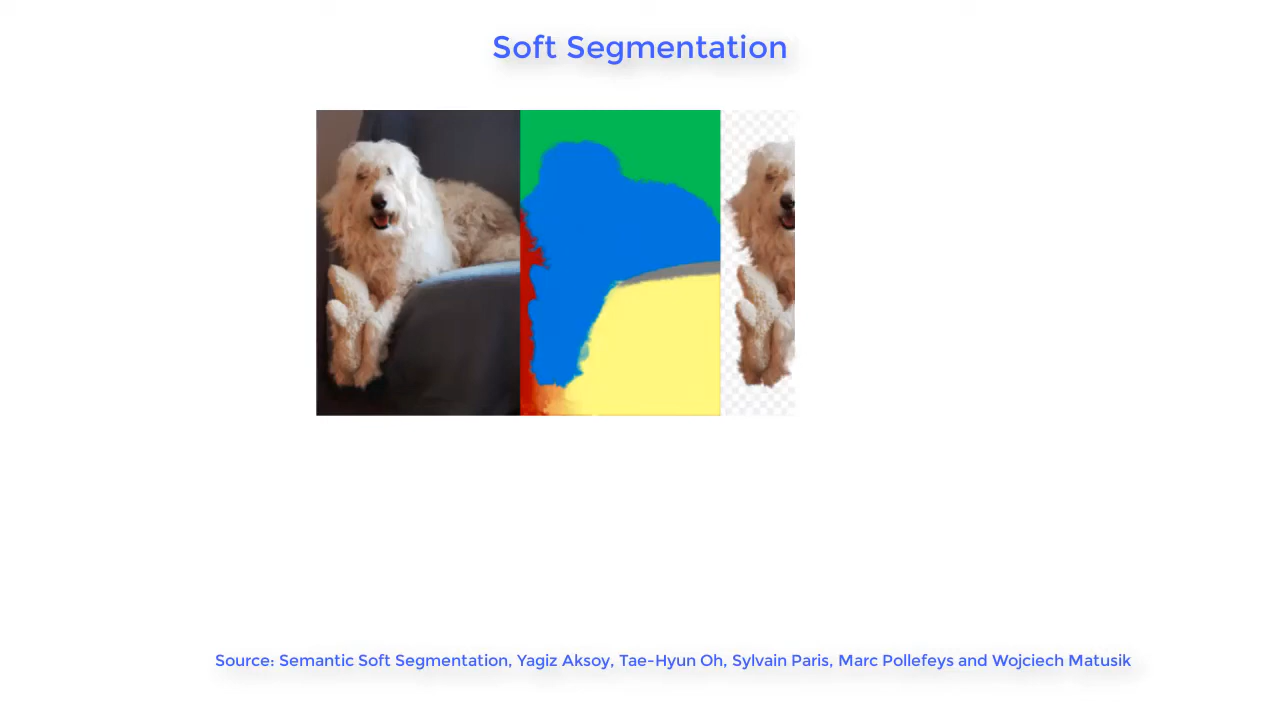 Soft Segmentation
Source: Semantic Soft Segmentation, Yagiz Aksoy, Tae-Hyun Oh, Sylvain Paris, Marc Pollefeys and Wojciech Matusik